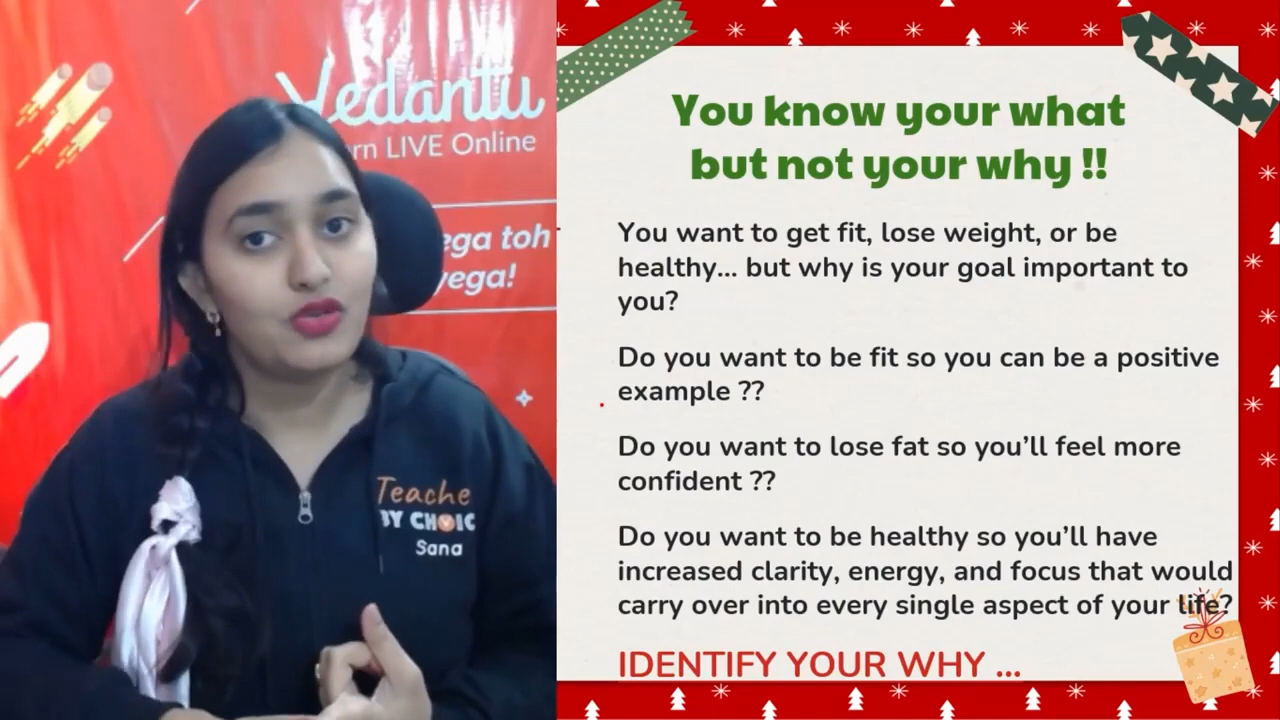 Vedantu
rn LIVE Online
ega toh
yega!
Teache
BY CHOIC
Sana
You know your what
but not your why !!
You want to get fit, lose weight, or be
healthy... but why is your goal important to
you?
Do you want to be fit so you can be a positive
example ??
Do you want to lose fat so you’ll feel more
confident ??
Do you want to be healthy so you’ll have
increased clarity, energy, and focus that would
carry over into every single aspect of your life?
IDENTIFY YOUR WHY ...